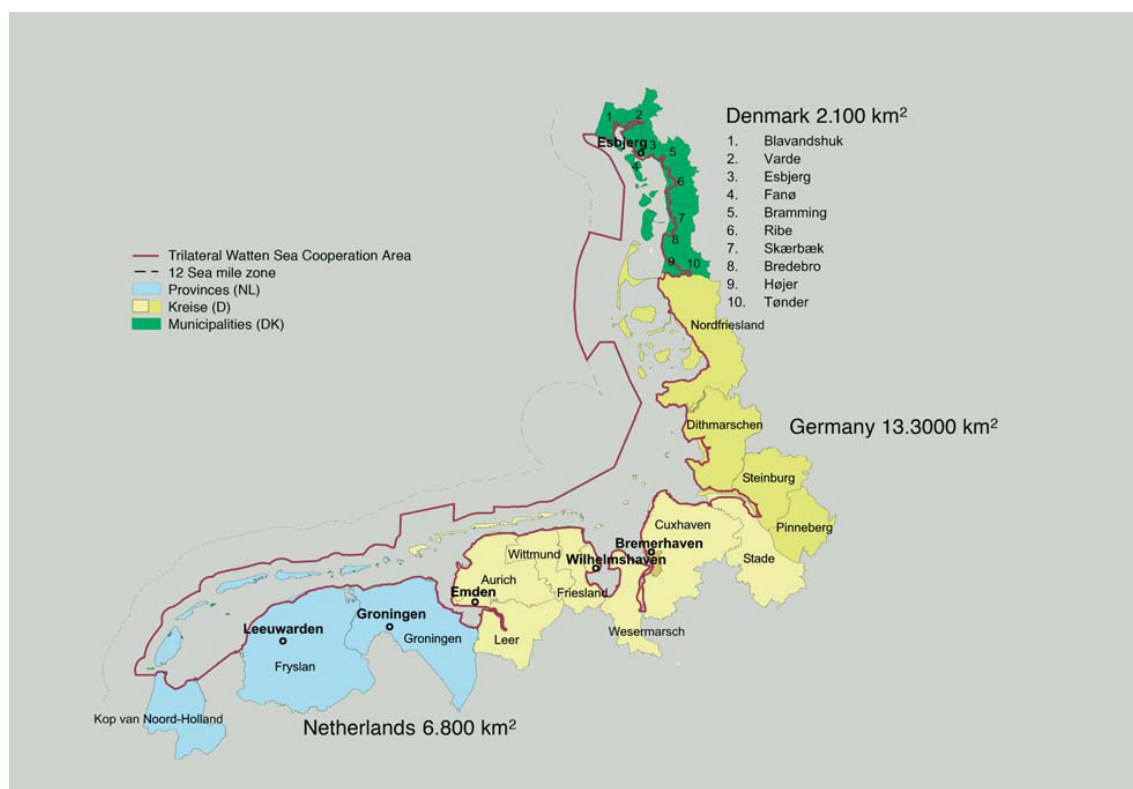 Denmark 2.100 km²
1. Blavandshuk
2. Varde
3. Esbjerg
4. Fanø
5. Bramming
6. Ribe
7. Skærbæk
8. Bredebro
9. Højer
10. Tønder
1
2
Esbjerg
3
5
4
6
7
8
9
10
Trilateral Watten Sea Cooperation Area
12 Sea mile zone
Provinces (NL)
Kreise (D)
Municipalities (DK)
Nordfriesland
Dithmarschen
Germany 13.3000 km²
Steinburg
Pinneberg
Cuxhaven
Bremerhaven
Stade
Wittmund
Wilhelmshaven
Aurich
Emden
Friesland
Groningen
Leeuwarden
Groningen
Leer
Wesermarsch
Fryslan
Kop van Noord-Holland
Netherlands 6.800 km²